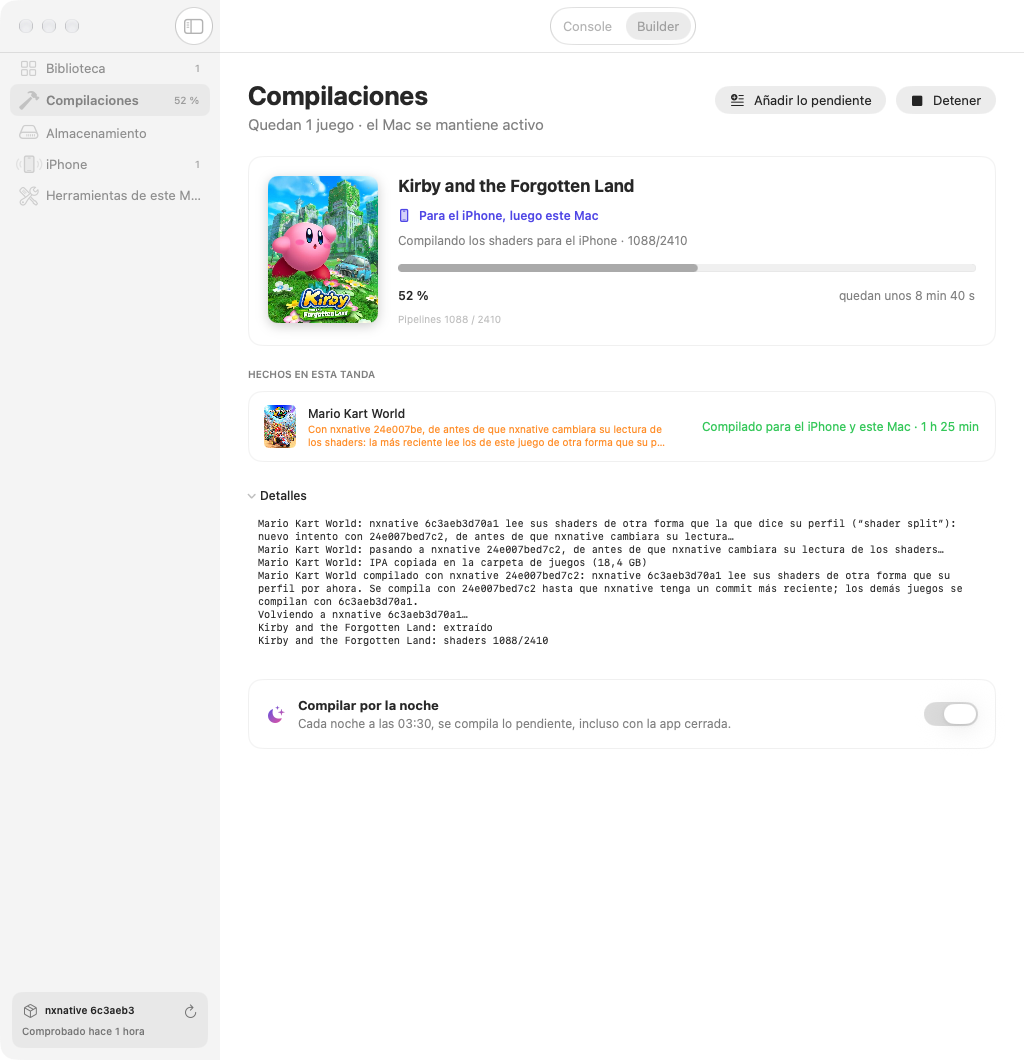 Console
Builder
Biblioteca
1
Compilaciones
52 %
Almacenamiento
iPhone
1
Herramientas de este M...
Compilaciones
Quedan 1 juego · el Mac se mantiene activo
Añadir lo pendiente
Detener
Kirby and the Forgotten Land
Para el iPhone, luego este Mac
Compilando los shaders para el iPhone · 1088/2410
52 %
quedan unos 8 min 40 s
Pipelines 1088 / 2410
Kirby
and the
Forgotten Land
HECHOS EN ESTA TANDA
Mario Kart World
Con nxnative 24e007be, de antes de que nxnative cambiara su lectura de
los shaders: la más reciente lee los de este juego de otra forma que su p...
Compilado para el iPhone y este Mac · 1 h 25 min
Detalles
Mario Kart World: nxnative 6c3aeb3d70a1 lee sus shaders de otra forma que la que dice su perfil (“shader split”):
nuevo intento con 24e007bed7c2, de antes de que nxnative cambiara su lectura…
Mario Kart World: pasando a nxnative 24e007bed7c2, de antes de que nxnative cambiara su lectura de los shaders…
Mario Kart World: IPA copiada en la carpeta de juegos (18,4 GB)
Mario Kart World compilado con nxnative 24e007bed7c2: nxnative 6c3aeb3d70a1 lee sus shaders de otra forma que su
perfil por ahora. Se compila con 24e007bed7c2 hasta que nxnative tenga un commit más reciente; los demás juegos se
compilan con 6c3aeb3d70a1.
Volviendo a nxnative 6c3aeb3d70a1…
Kirby and the Forgotten Land: extraído
Kirby and the Forgotten Land: shaders 1088/2410
Compilar por la noche
Cada noche a las 03:30, se compila lo pendiente, incluso con la app cerrada.
nxnative 6c3aeb3
Comprobado hace 1 hora